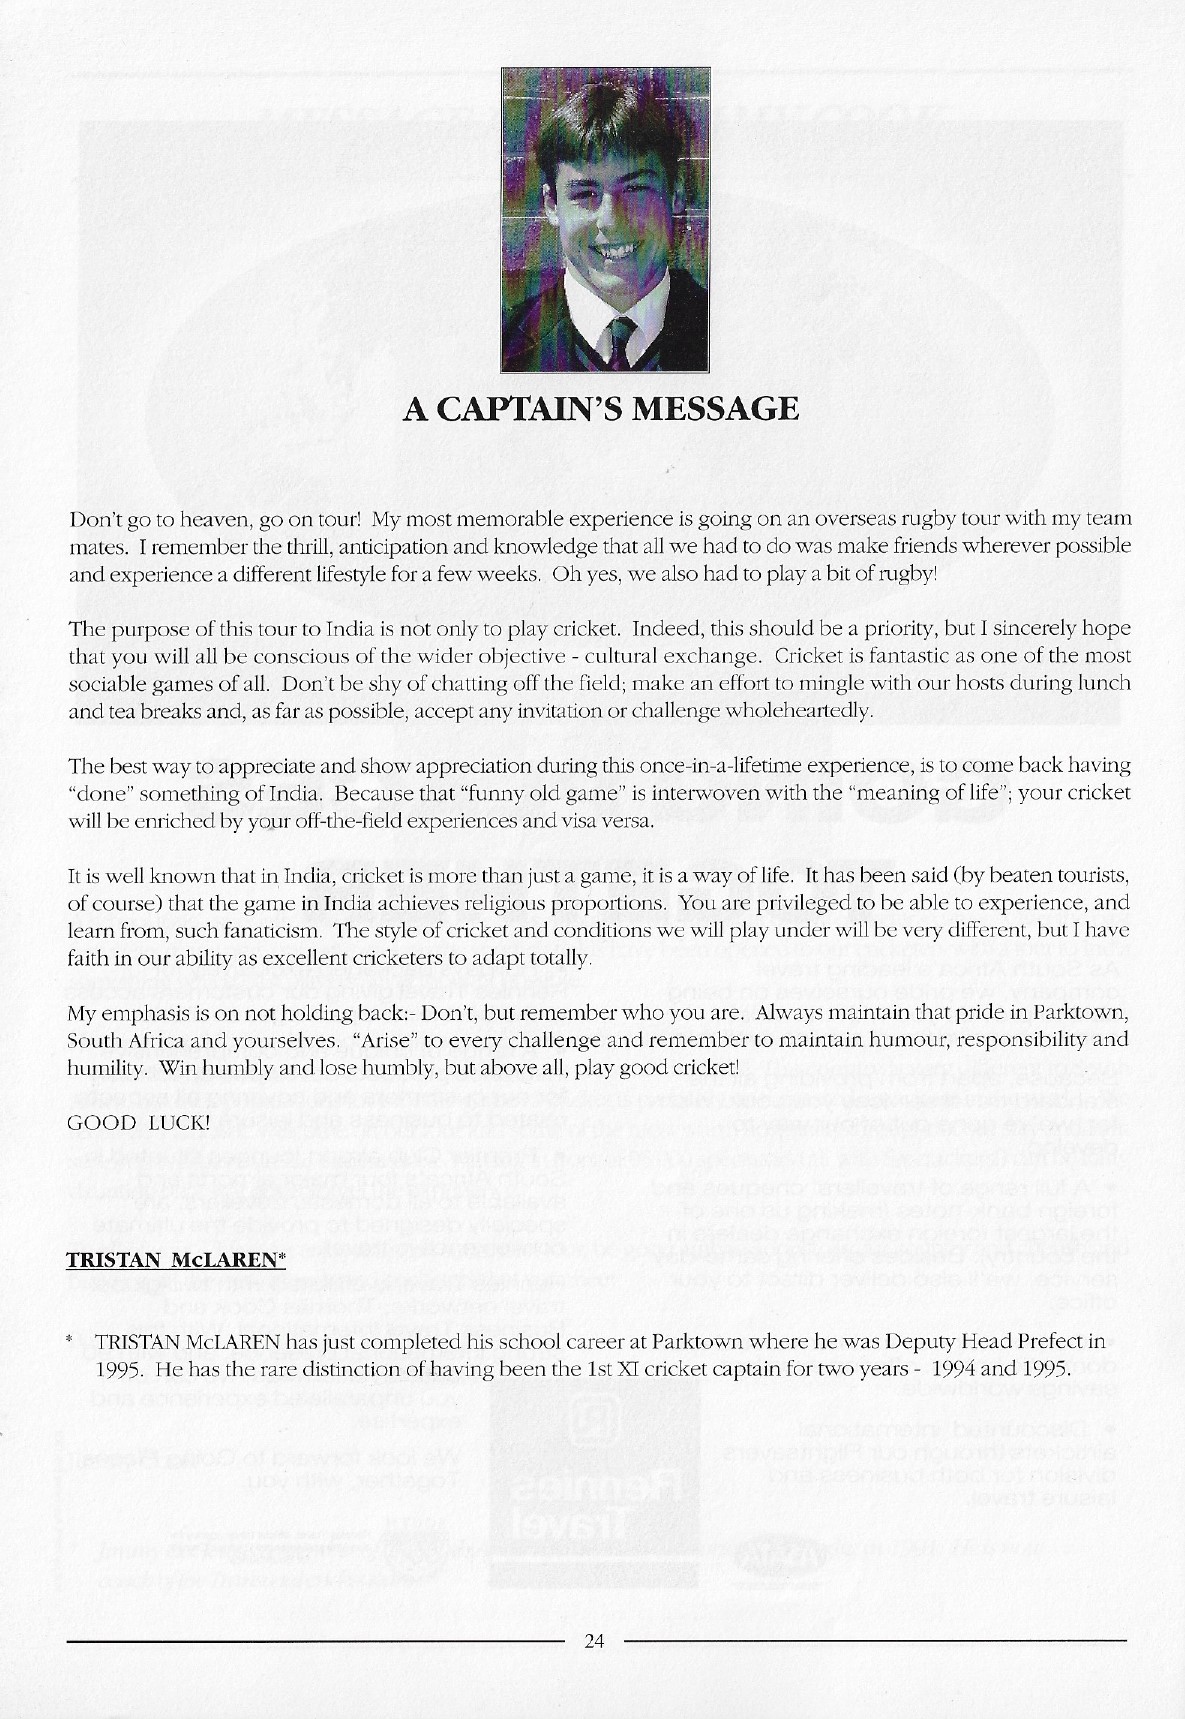 A CAPTAIN'S MESSAGE
Don't go to heaven, go on tour! My most memorable experience is going on an overseas rugby tour with my team
mates. I remember the thrill, anticipation and knowledge that all we had to do was make friends wherever possible
and experience a different lifestyle for a few weeks. Oh yes, we also had to play a bit of rugby!
The purpose of this tour to India is not only to play cricket. Indeed, this should be a priority, but I sincerely hope
that you will all be conscious of the wider objective - cultural exchange. Cricket is fantastic as one of the most
sociable games of all. Don't be shy of chatting off the field; make an effort to mingle with our hosts during lunch
and tea breaks and, as far as possible, accept any invitation or challenge wholeheartedly.
The best way to appreciate and show appreciation during this once-in-a-lifetime experience, is to come back having
"done" something of India. Because that "funny old game" is interwoven with the "meaning of life"; your cricket
will be enriched by your off-the-field experiences and visa versa.
It is well known that in India, cricket is more than just a game, it is a way of life. It has been said (by beaten tourists,
of course) that the game in India achieves religious proportions. You are privileged to be able to experience, and
learn from, such fanaticism. The style of cricket and conditions we will play under will be very different, but I have
faith in our ability as excellent cricketers to adapt totally.
My emphasis is on not holding back:- Don't, but remember who you are. Always maintain that pride in Parktown,
South Africa and yourselves. "Arise" to every challenge and remember to maintain humour, responsibility and
humility. Win humbly and lose humbly, but above all, play good cricket!
GOOD LUCK!
TRISTAN McLAREN*
* TRISTAN McLAREN has just completed his school career at Parktown where he was Deputy Head Prefect in
1995. He has the rare distinction of having been the 1st XI cricket captain for two years - 1994 and 1995.
24